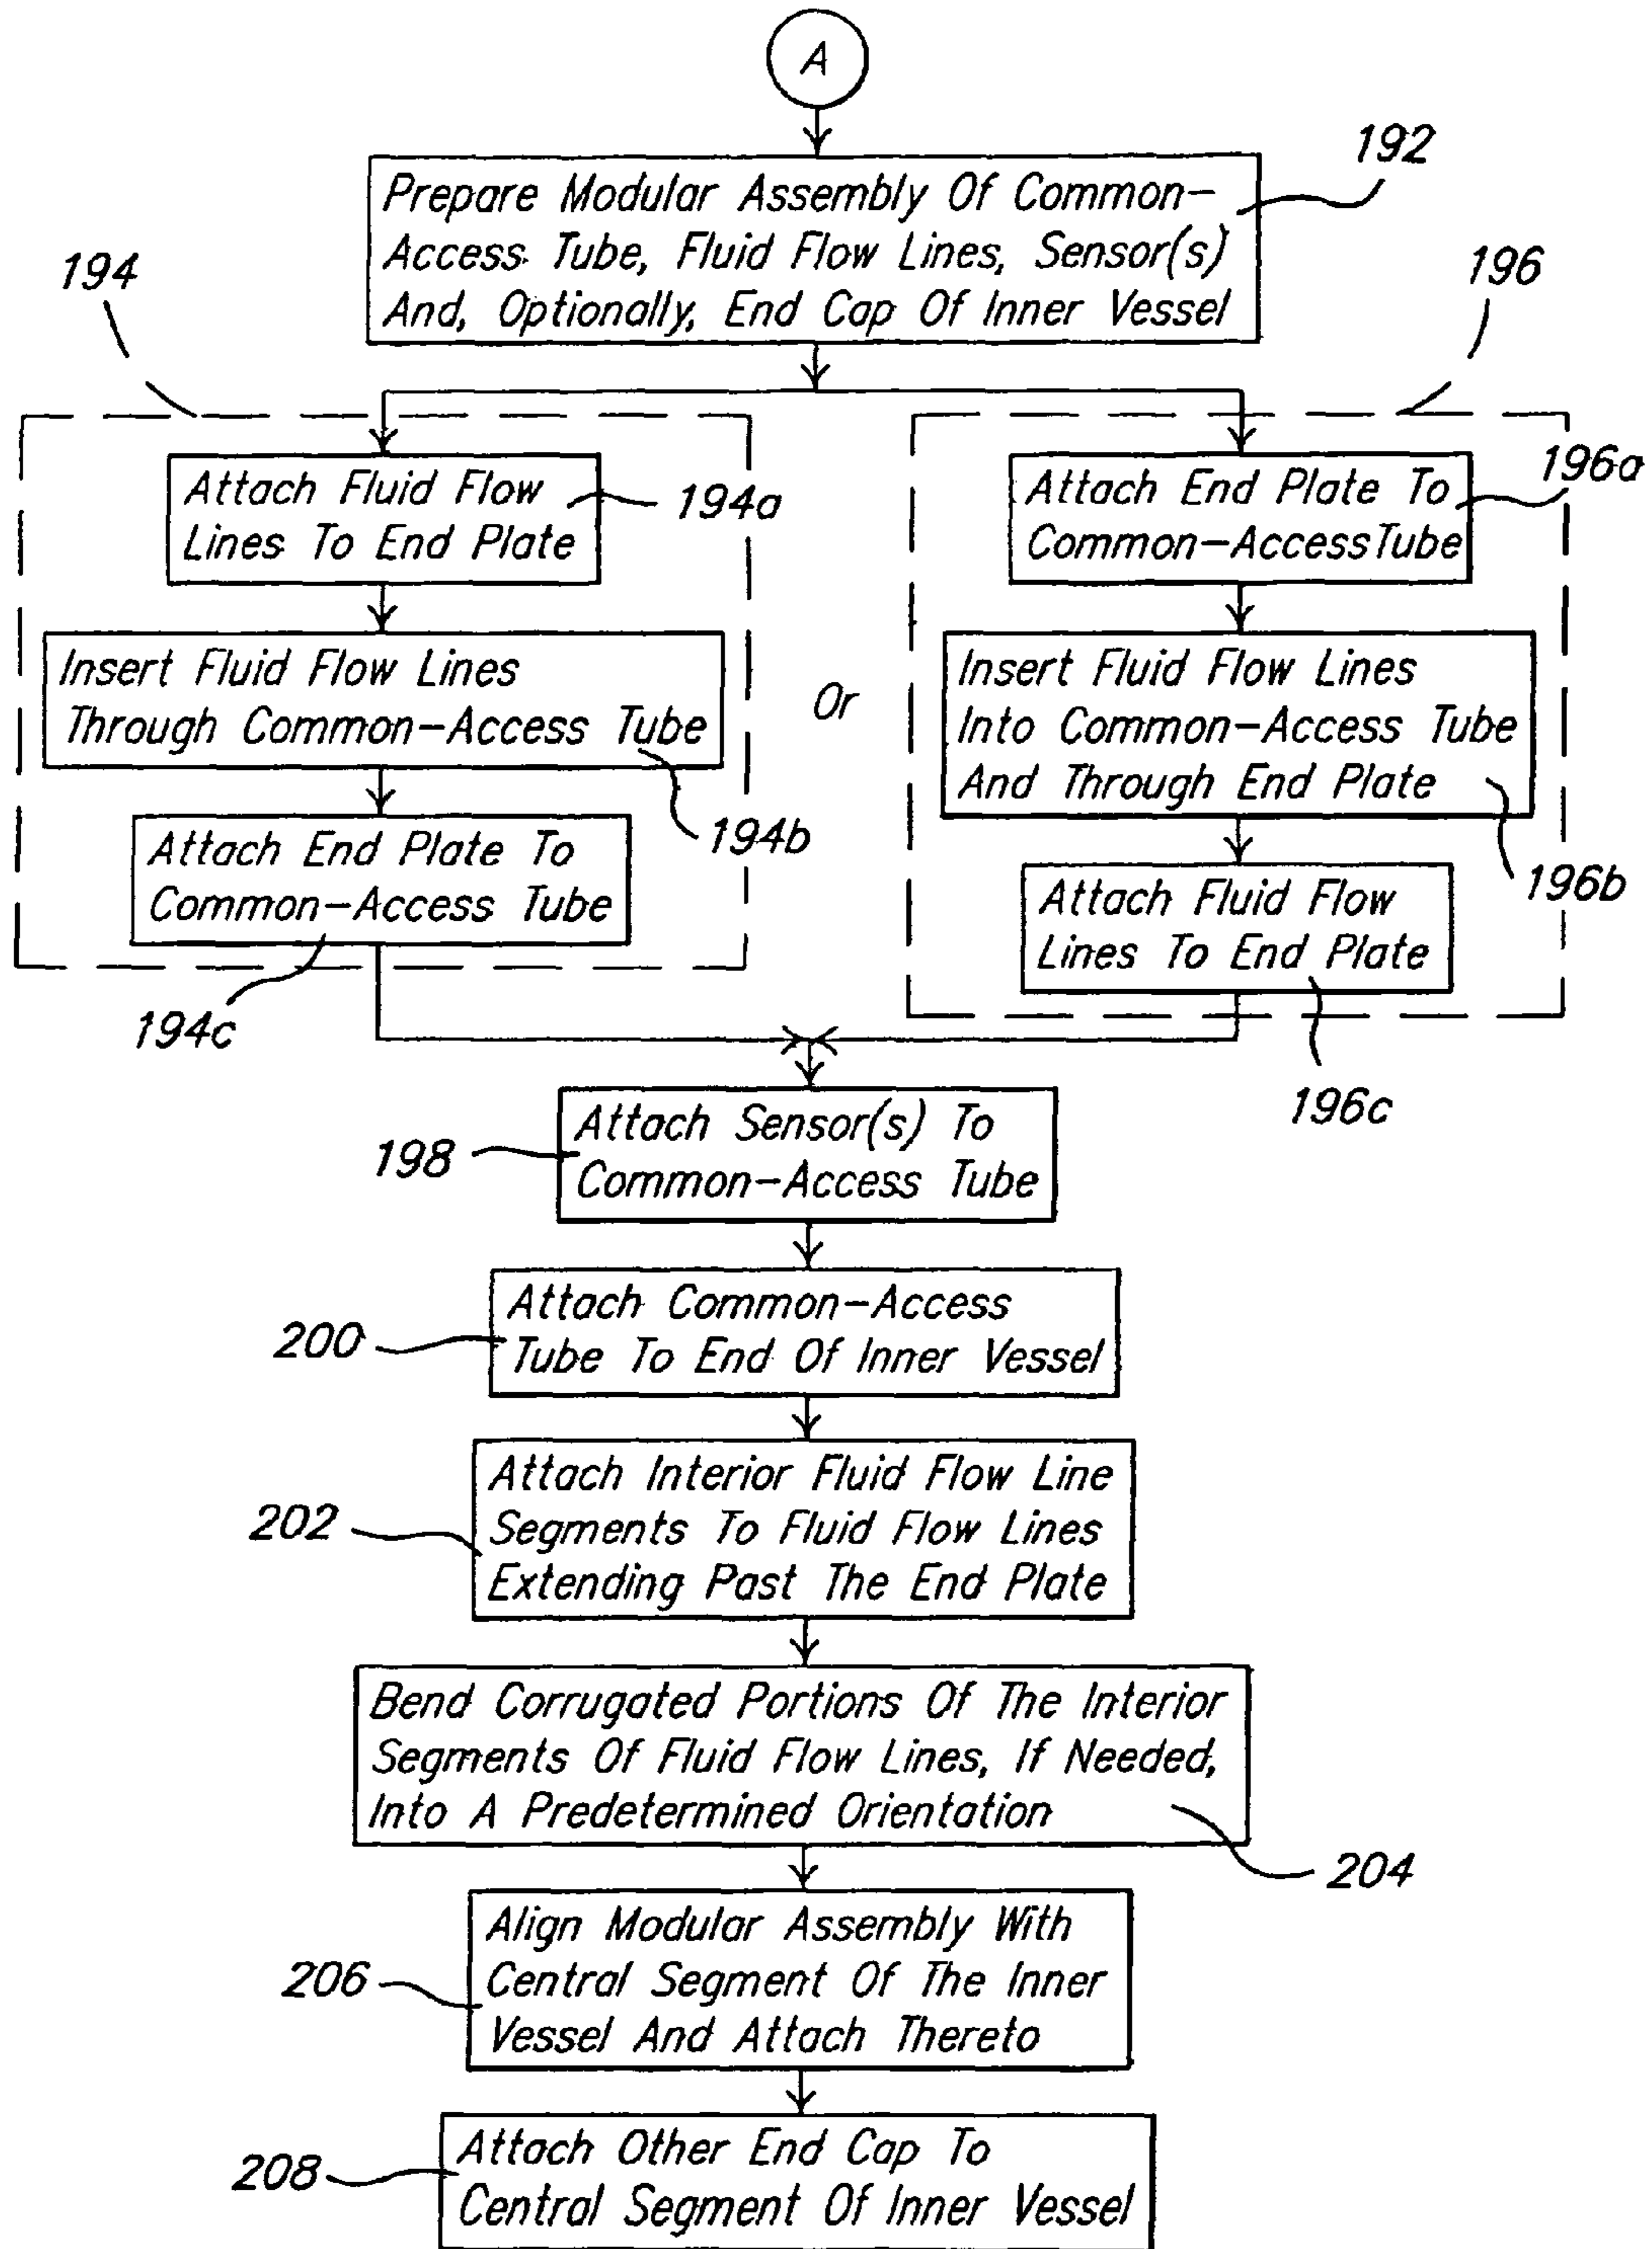 A
192
Prepare Modular Assembly Of Common-
Access Tube, Fluid Flow Lines, Sensor(s)
And, Optionally, End Cap Of Inner Vessel
194
196
Attach Fluid Flow
Lines To End Plate
194a
Insert Fluid Flow Lines
Through Common-Access Tube
194b
Attach End Plate To
Common-Access Tube
194c
Or
Attach End Plate To
Common-Access Tube
196a
Insert Fluid Flow Lines
Into Common-Access Tube
And Through End Plate
196b
Attach Fluid Flow
Lines To End Plate
196c
Attach Sensor(s) To
Common-Access Tube
198
Attach Common-Access
Tube To End Of Inner Vessel
200
Attach Interior Fluid Flow Line
Segments To Fluid Flow Lines
Extending Past The End Plate
202
Bend Corrugated Portions Of The Interior
Segments Of Fluid Flow Lines, If Needed,
Into A Predetermined Orientation
204
Align Modular Assembly With
Central Segment Of The Inner
Vessel And Attach Thereto
206
Attach Other End Cap To
Central Segment Of Inner Vessel
208